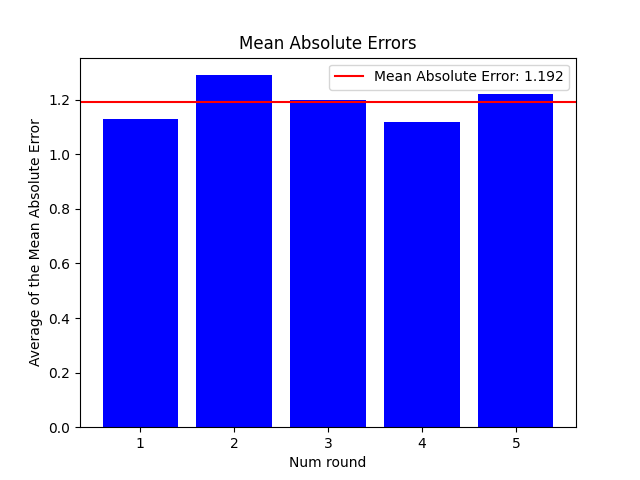 Mean Absolute Errors
Mean Absolute Error: 1.192
Average of the Mean Absolute Error
1.2
1.0
0.8
0.6
0.4
0.2
0.0
1 2 3 4 5
Num round